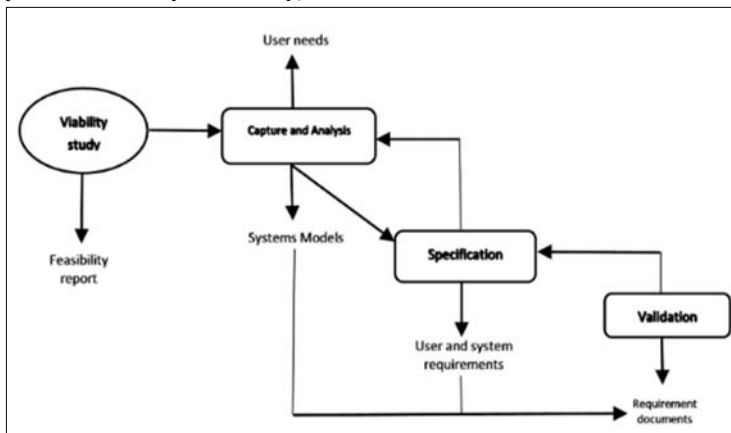 User needs
Viability
study
Capture and Analysis
Systems Models
Feasibility
report
Specification
Validation
User and system
requirements
Requirement
documents